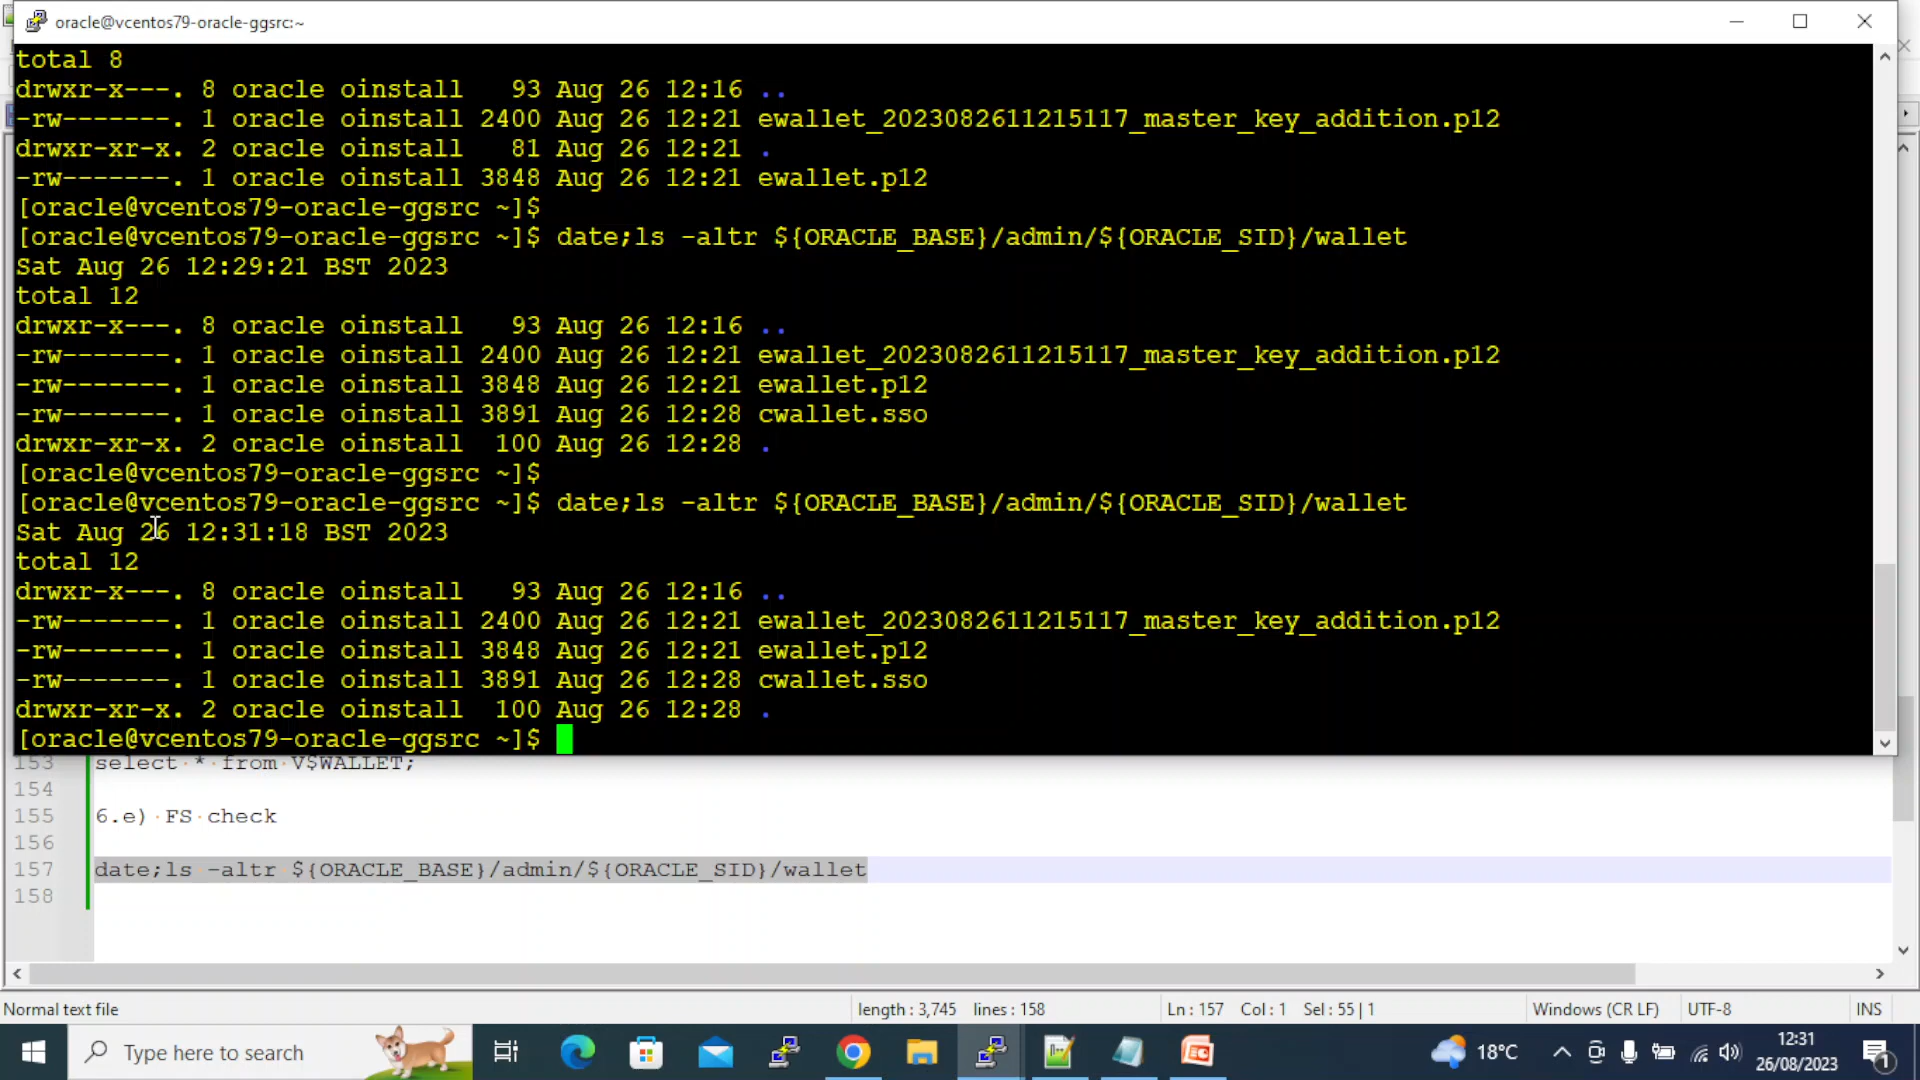 oracle@vcentos79-oracle-ggsrc:~
total 8
drwxr-x---. 8 oracle oinstall   93 Aug 26 12:16 ..
-rw-------. 1 oracle oinstall 2400 Aug 26 12:21 ewallet_2023082611215117_master_key_addition.p12
drwxr-xr-x. 2 oracle oinstall   81 Aug 26 12:21 .
-rw-------. 1 oracle oinstall 3848 Aug 26 12:21 ewallet.p12
[oracle@vcentos79-oracle-ggsrc ~]$
[oracle@vcentos79-oracle-ggsrc ~]$ date;ls -altr ${ORACLE_BASE}/admin/${ORACLE_SID}/wallet
Sat Aug 26 12:29:21 BST 2023
total 12
drwxr-x---. 8 oracle oinstall   93 Aug 26 12:16 ..
-rw-------. 1 oracle oinstall 2400 Aug 26 12:21 ewallet_2023082611215117_master_key_addition.p12
-rw-------. 1 oracle oinstall 3848 Aug 26 12:21 ewallet.p12
-rw-------. 1 oracle oinstall 3891 Aug 26 12:28 cwallet.sso
drwxr-xr-x. 2 oracle oinstall  100 Aug 26 12:28 .
[oracle@vcentos79-oracle-ggsrc ~]$
[oracle@vcentos79-oracle-ggsrc ~]$ date;ls -altr ${ORACLE_BASE}/admin/${ORACLE_SID}/wallet
Sat Aug 26 12:31:18 BST 2023
total 12
drwxr-x---. 8 oracle oinstall   93 Aug 26 12:16 ..
-rw-------. 1 oracle oinstall 2400 Aug 26 12:21 ewallet_2023082611215117_master_key_addition.p12
-rw-------. 1 oracle oinstall 3848 Aug 26 12:21 ewallet.p12
-rw-------. 1 oracle oinstall 3891 Aug 26 12:28 cwallet.sso
drwxr-xr-x. 2 oracle oinstall  100 Aug 26 12:28 .
[oracle@vcentos79-oracle-ggsrc ~]$
153 select * from V$WALLET;
154
155 6.e) FS check
156
157 date;ls -altr ${ORACLE_BASE}/admin/${ORACLE_SID}/wallet
158
Normal text file length : 3,745 lines : 158 Ln : 157 Col : 1 Sel : 55 | 1 Windows (CR LF) UTF-8 INS
Type here to search 18°C 12:31
26/08/2023 1